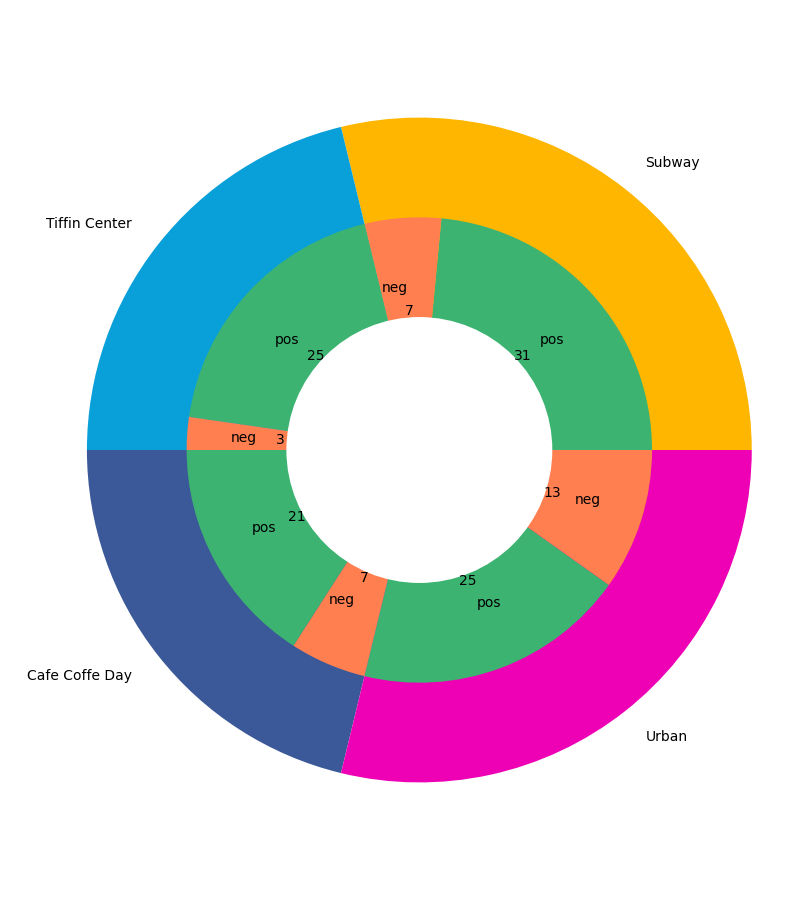 Subway
Tiffin Center
neg
7
pos
31
pos
25
neg
3
13
neg
pos
21
neg
7
25
pos
Cafe Coffe Day
Urban